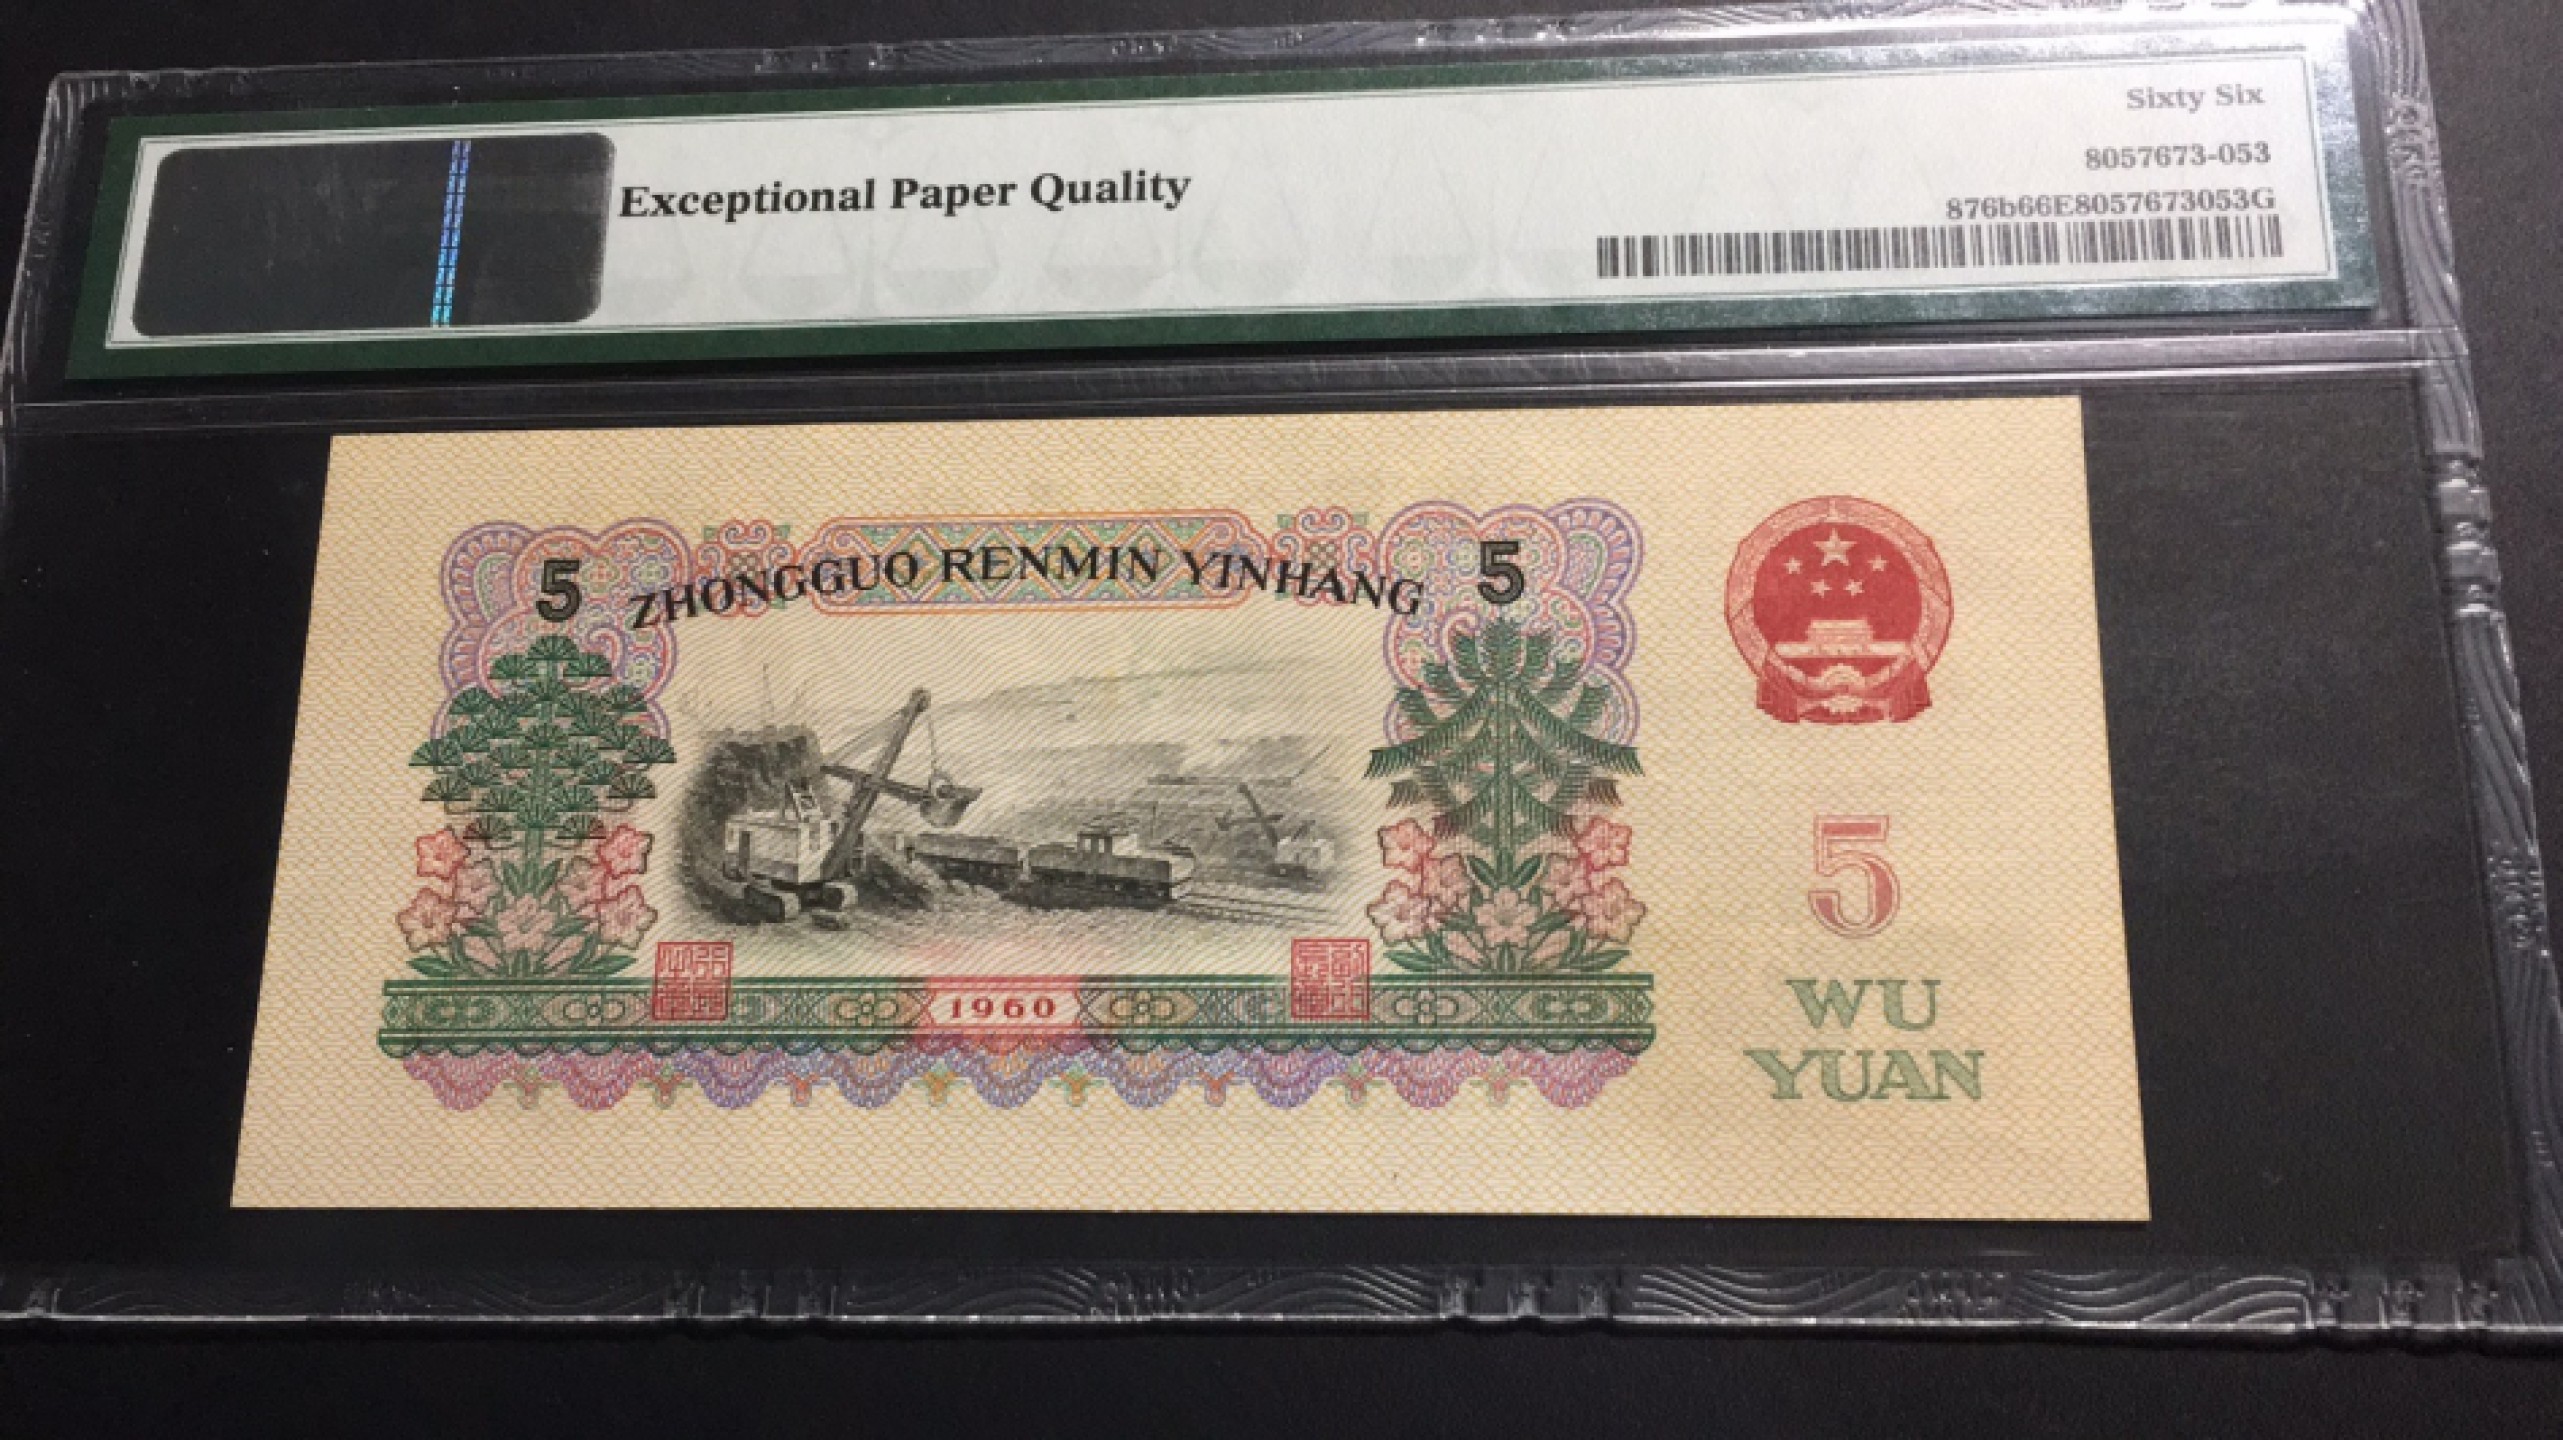 Sixty Six
8057673-053
Exceptional Paper Quality
876b66E8057673053G
5 ZHONGGUO RENMIN YINHANG 5
1960
5
WU
YUAN